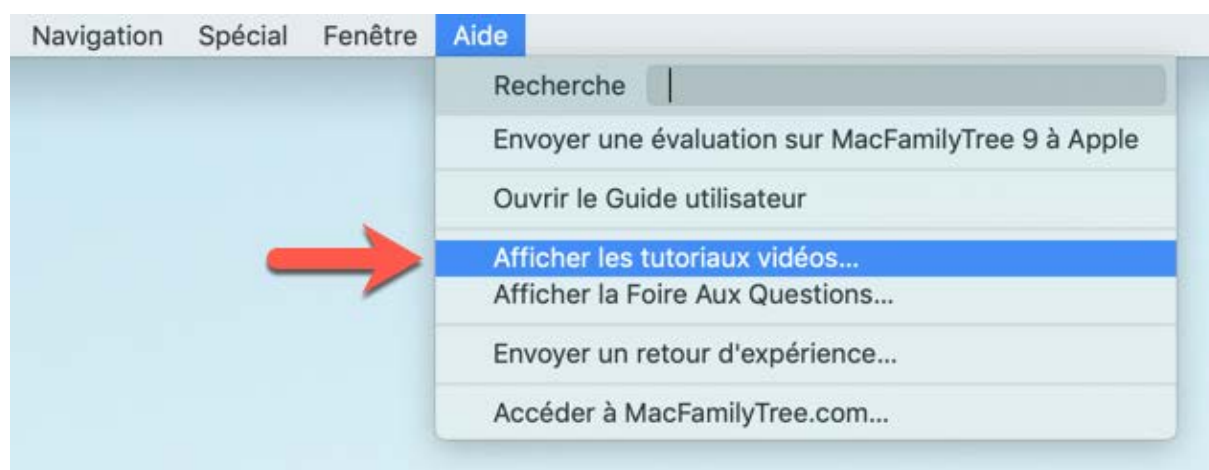 Navigation Spécial Fenêtre Aide
Recherche
Envoyer une évaluation sur MacFamilyTree 9 à Apple
Ouvrir le Guide utilisateur
Afficher les tutoriaux vidéos...
Afficher la Foire Aux Questions...
Envoyer un retour d'expérience...
Accéder à MacFamilyTree.com...